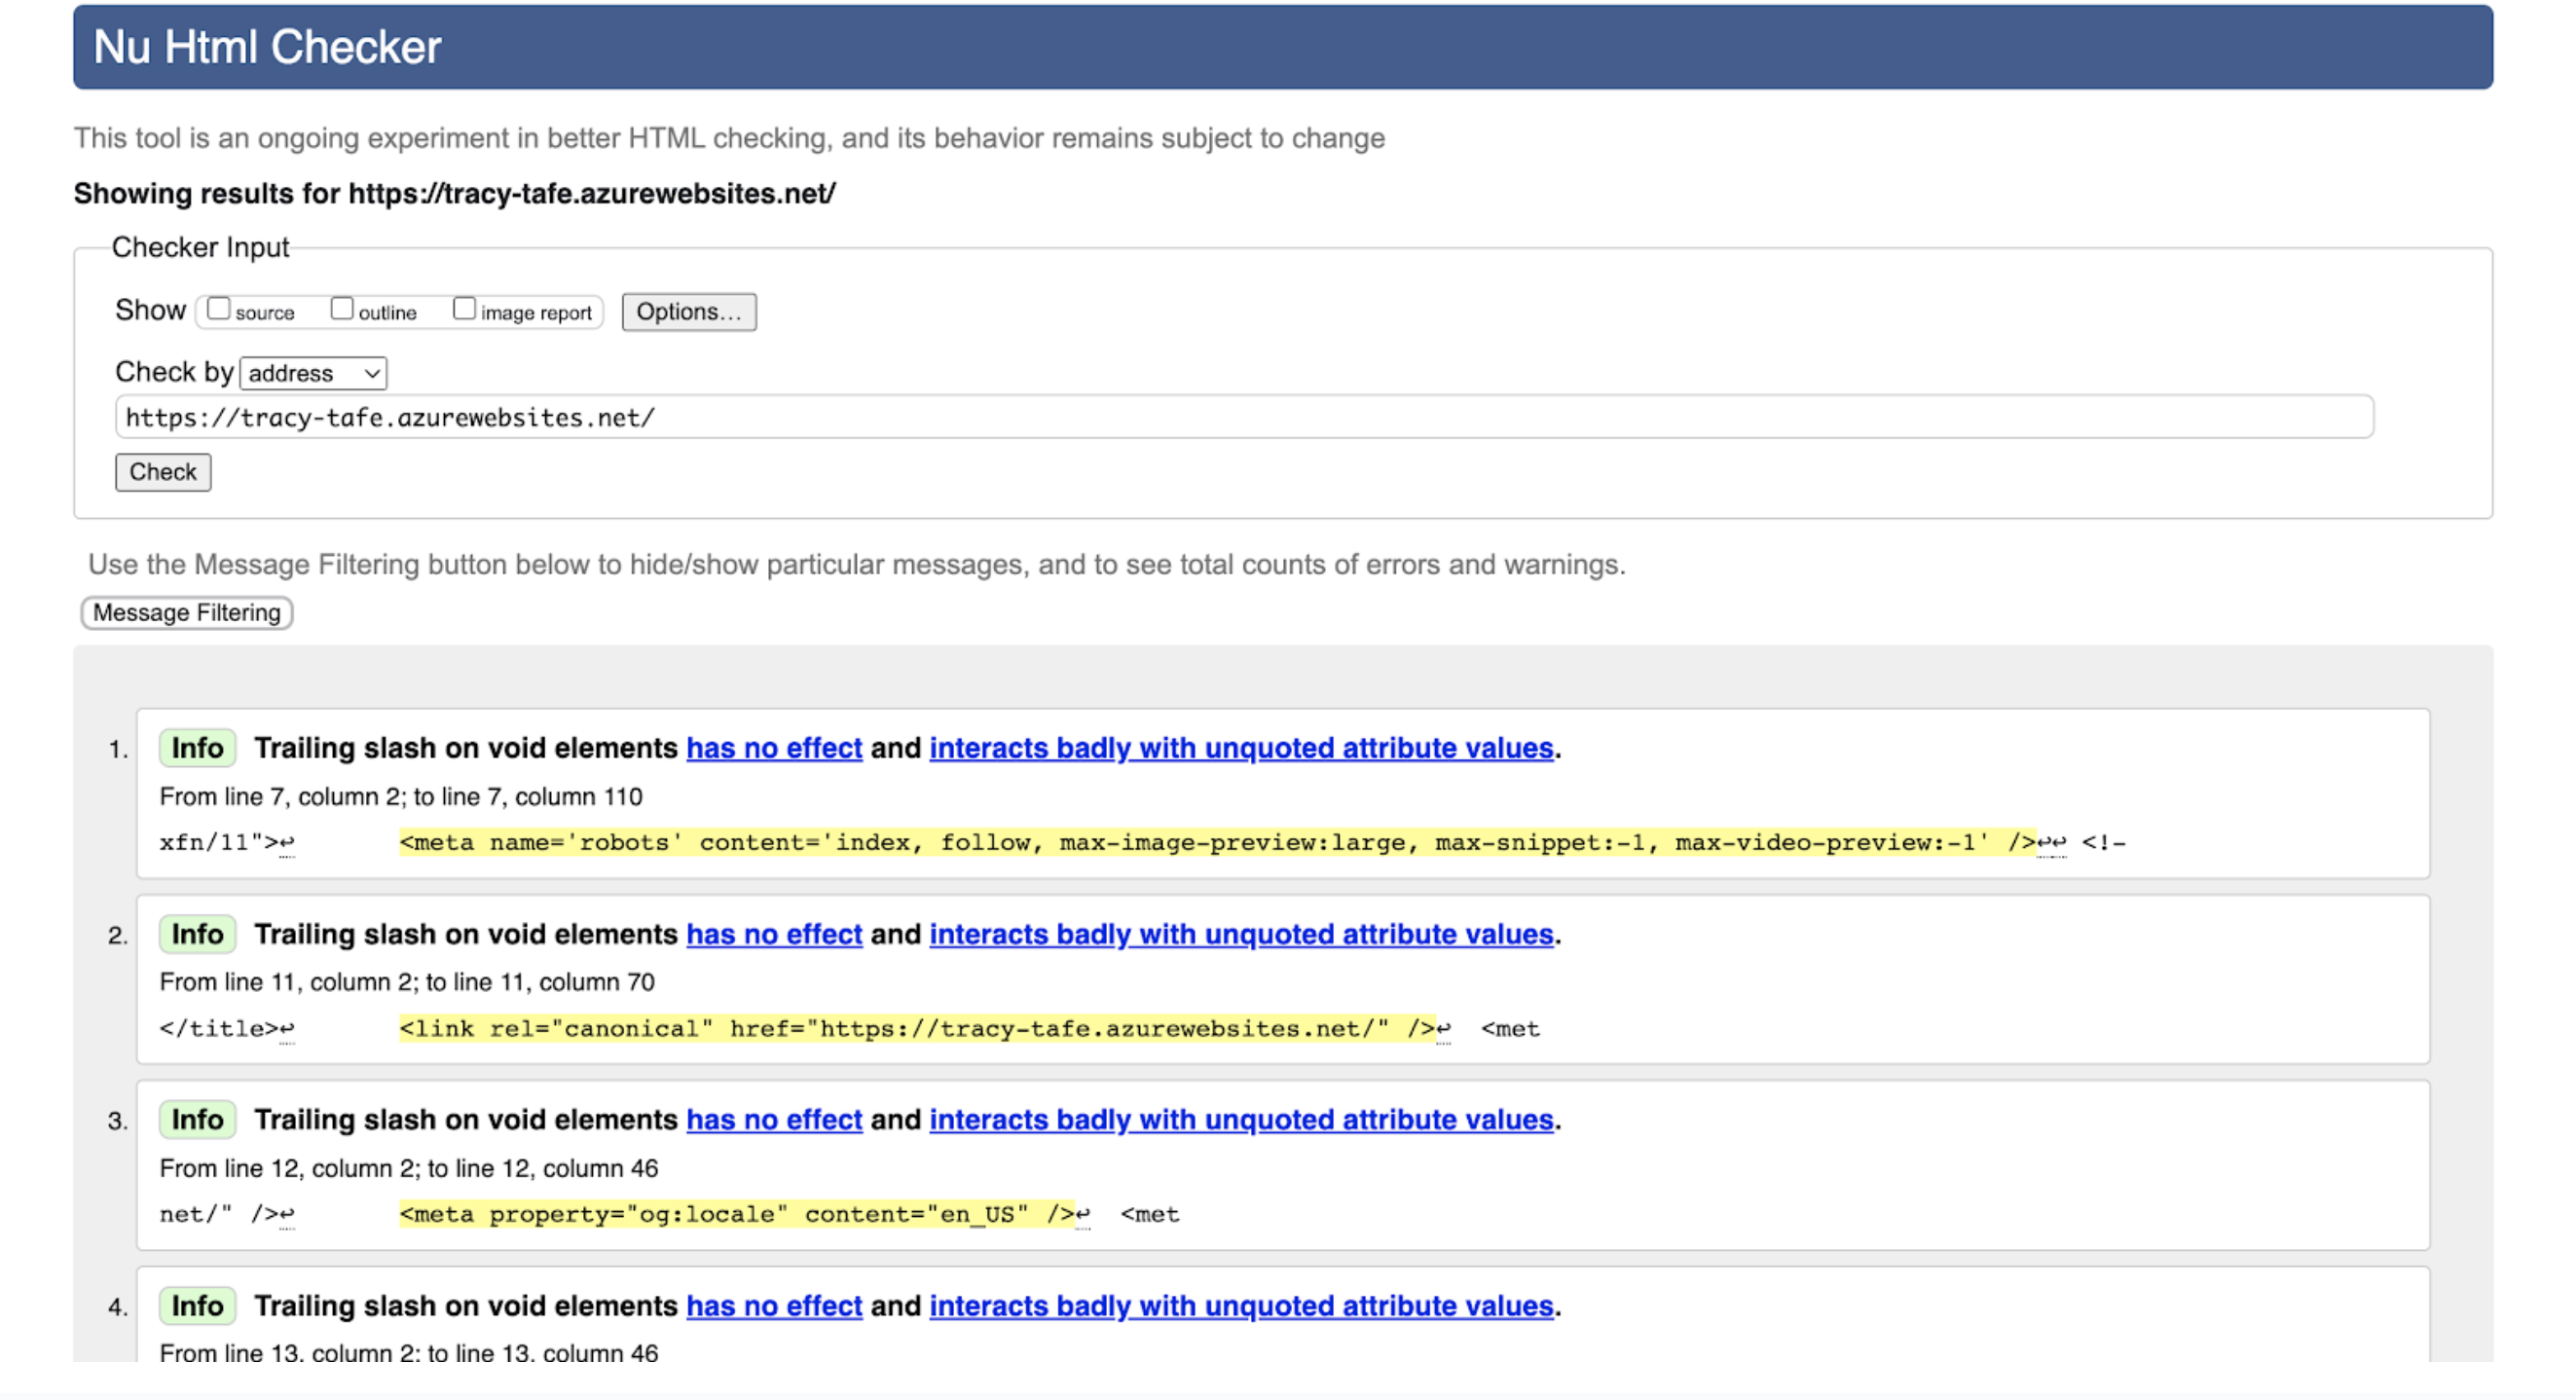 Nu Html Checker
This tool is an ongoing experiment in better HTML checking, and its behavior remains subject to change
Showing results for https://tracy-tafe.azurewebsites.net/
Checker Input
Show source outline image report Options...
Check by address
https://tracy-tafe.azurewebsites.net/
Check
Use the Message Filtering button below to hide/show particular messages, and to see total counts of errors and warnings.
Message Filtering
1. Info Trailing slash on void elements has no effect and interacts badly with unquoted attribute values.
From line 7, column 2; to line 7, column 110
xfn/11">↩ <meta name='robots' content='index, follow, max-image-preview:large, max-snippet:-1, max-video-preview:-1' />↩↩ <!-
2. Info Trailing slash on void elements has no effect and interacts badly with unquoted attribute values.
From line 11, column 2; to line 11, column 70
</title>↩ <link rel="canonical" href="https://tracy-tafe.azurewebsites.net/" />↩ <met
3. Info Trailing slash on void elements has no effect and interacts badly with unquoted attribute values.
From line 12, column 2; to line 12, column 46
net/" />↩ <meta property="og:locale" content="en_US" />↩ <met
4. Info Trailing slash on void elements has no effect and interacts badly with unquoted attribute values.
From line 13, column 2; to line 13, column 46